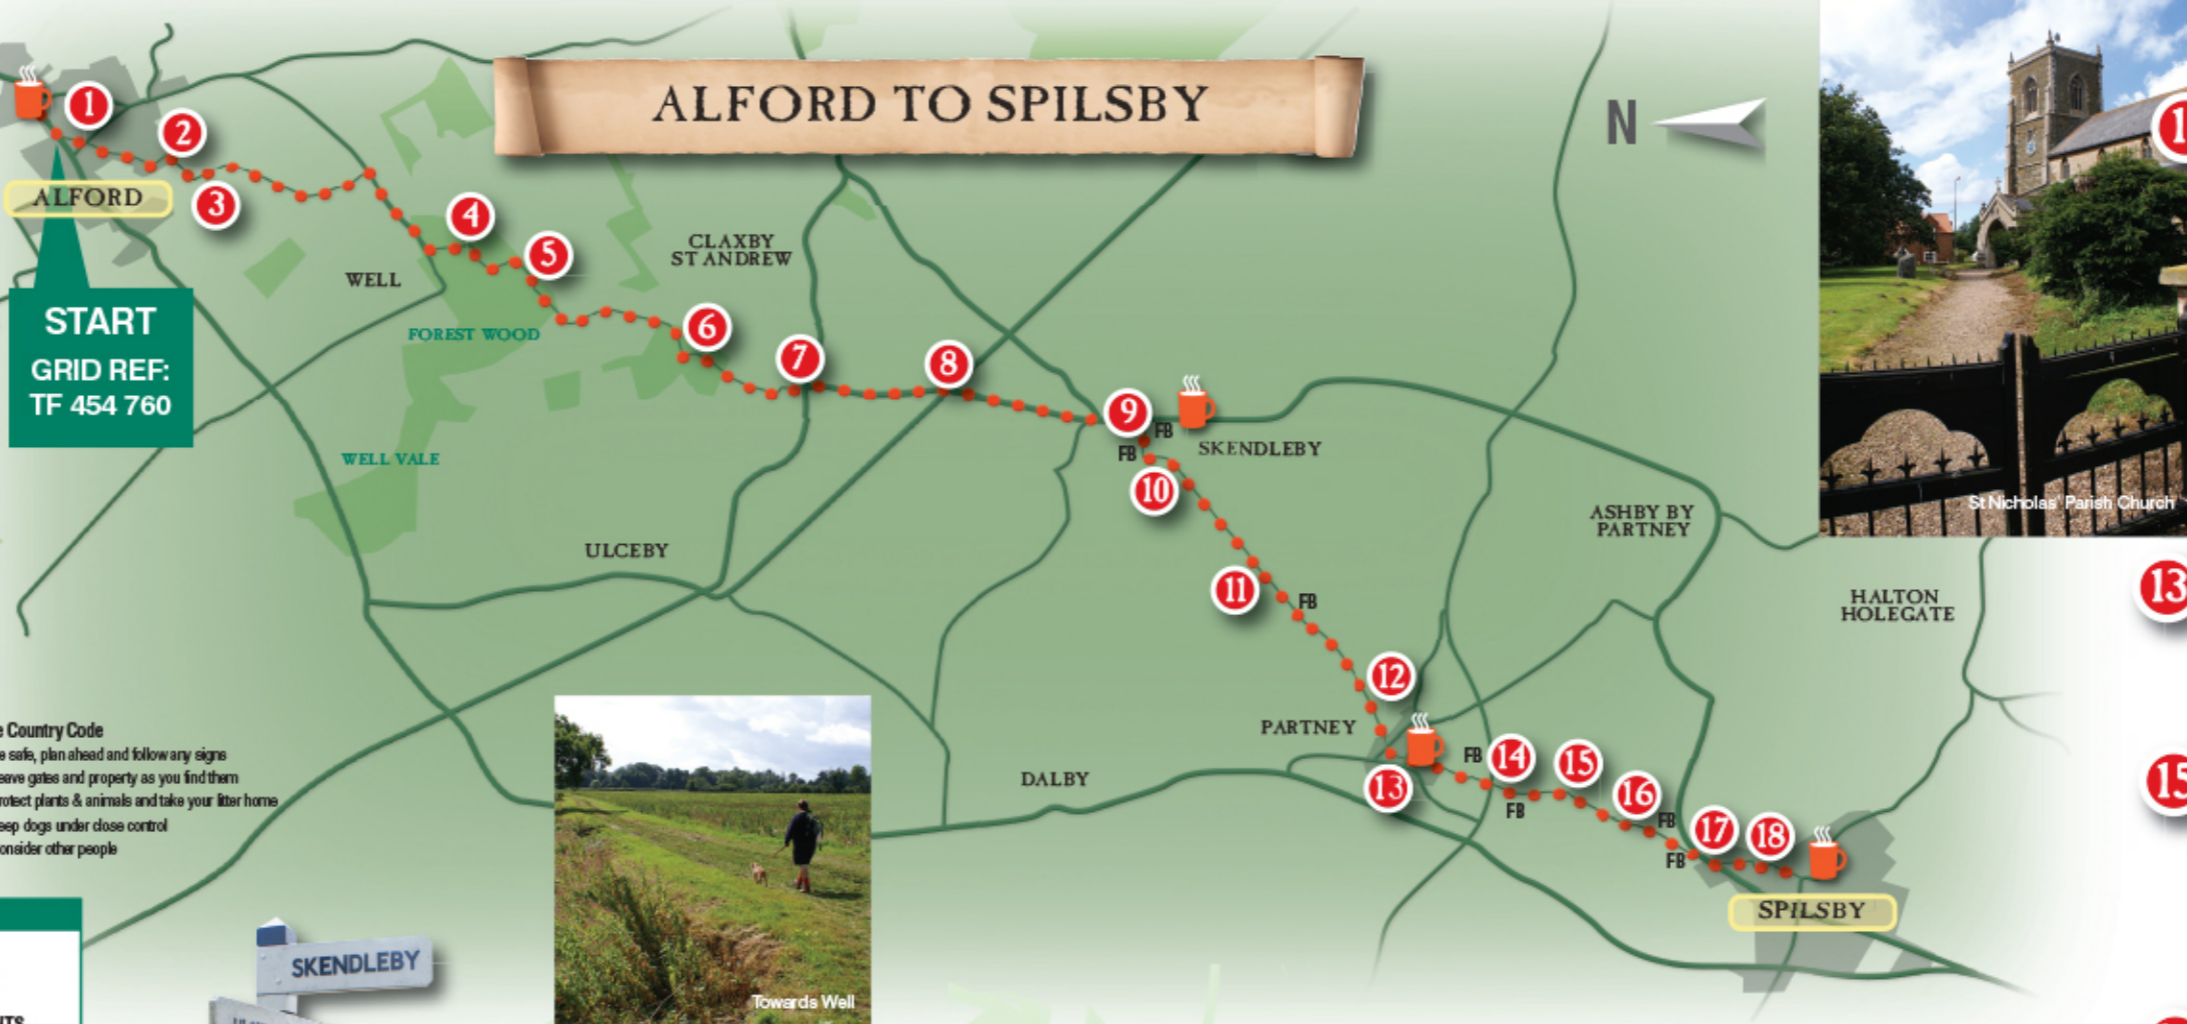 ALFORD TO SPILSBY
N
1
2
3
4
5
6
7
8
9
10
11
12
13
14
15
16
17
18
ALFORD
START
GRID REF:
TF 454 760
WELL
FOREST WOOD
WELL VALE
CLAXBY
ST ANDREW
ULCEBY
FB
FB
SKENDLEBY
FB
ASHBY BY
PARTNEY
HALTON
HOLEGATE
PARTNEY
DALBY
FB
FB
FB
FB
SPILSBY
St Nicholas' Parish Church
13
15
e Country Code
e safe, plan ahead and follow any signs
eave gates and property as you find them
rotect plants & animals and take your litter home
eep dogs under close control
onsider other people
SKENDLEBY
Towards Well